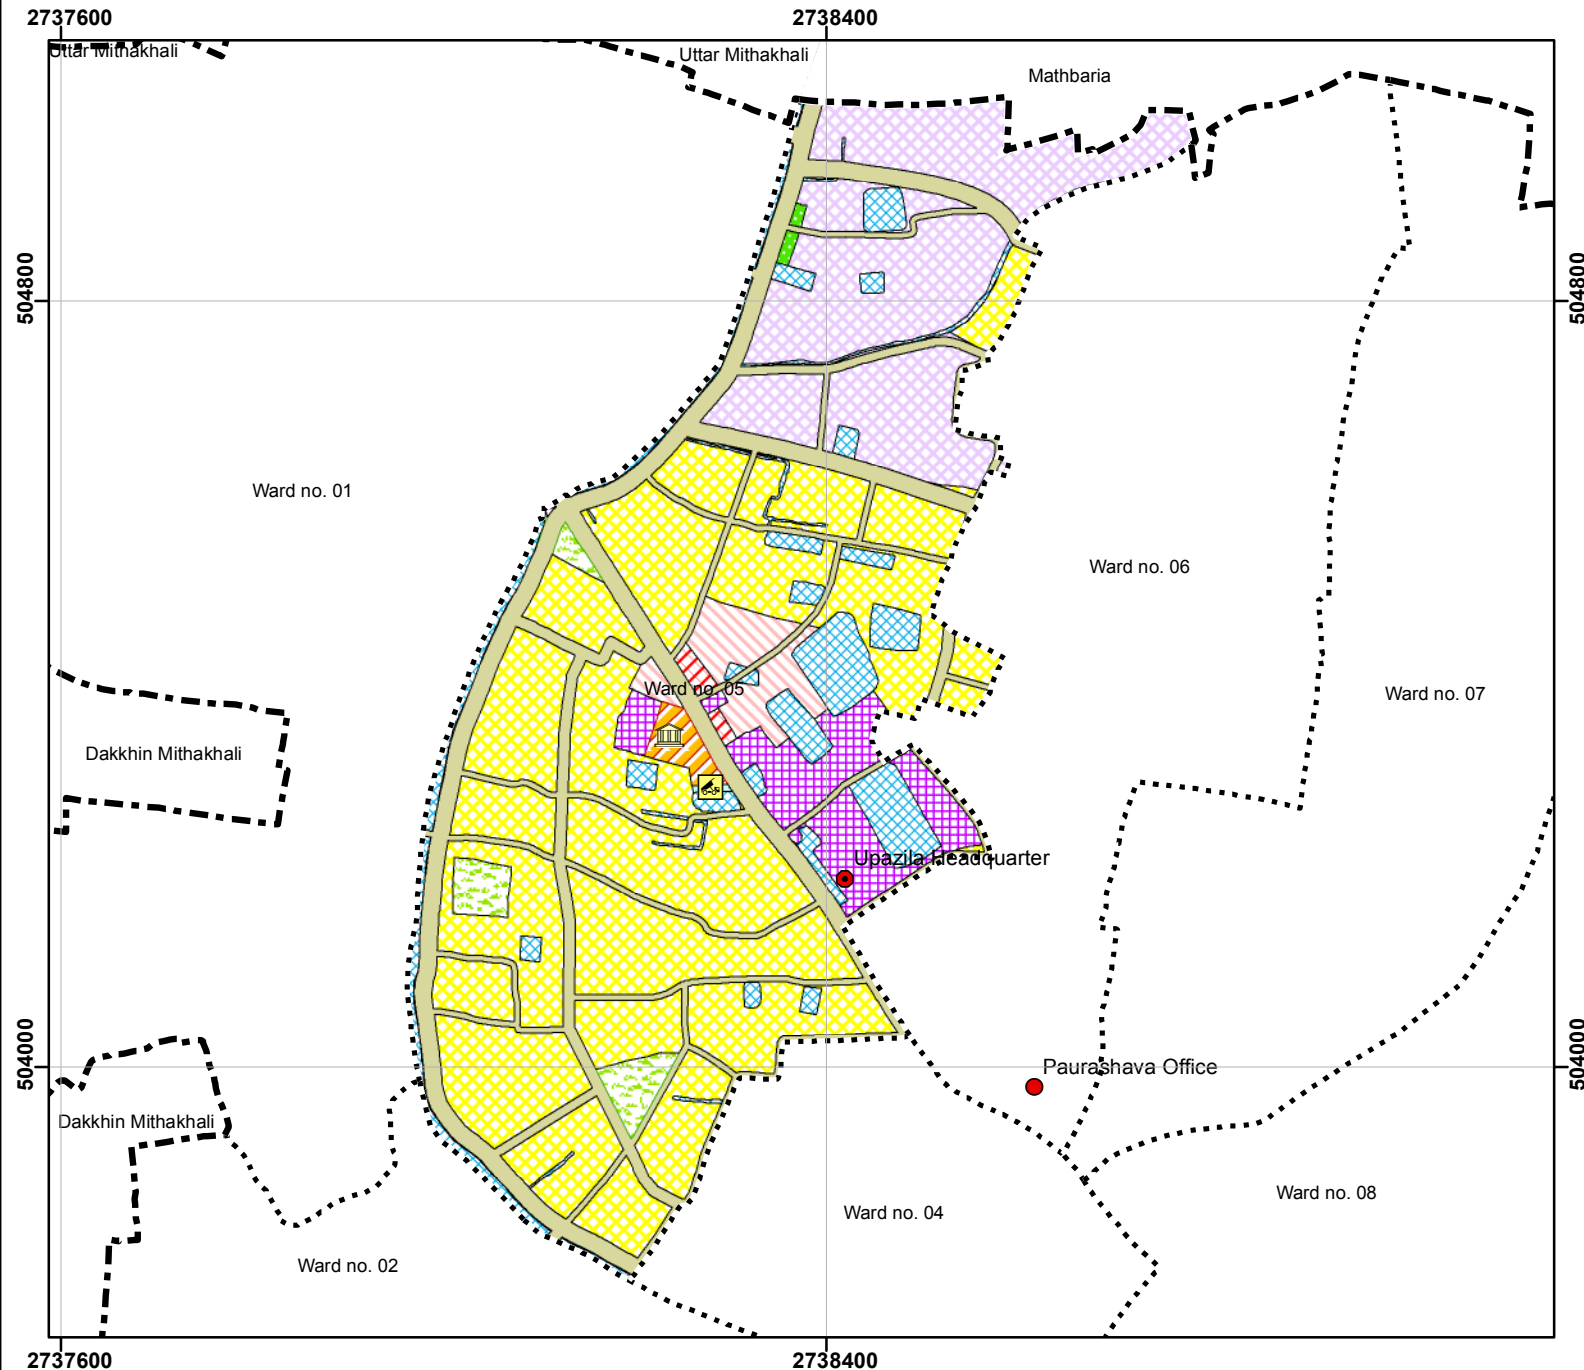 2737600
2738400
Uttar Mithakhali
Uttar Mithakhali
Mathbaria
504800
504800
Ward no. 01
Ward no. 06
Ward no. 05
Ward no. 07
Dakkhin Mithakhali
Upazila Headquarter
504000
504000
Paurashava Office
Dakkhin Mithakhali
Ward no. 08
Ward no. 04
Ward no. 02
2737600
2738400